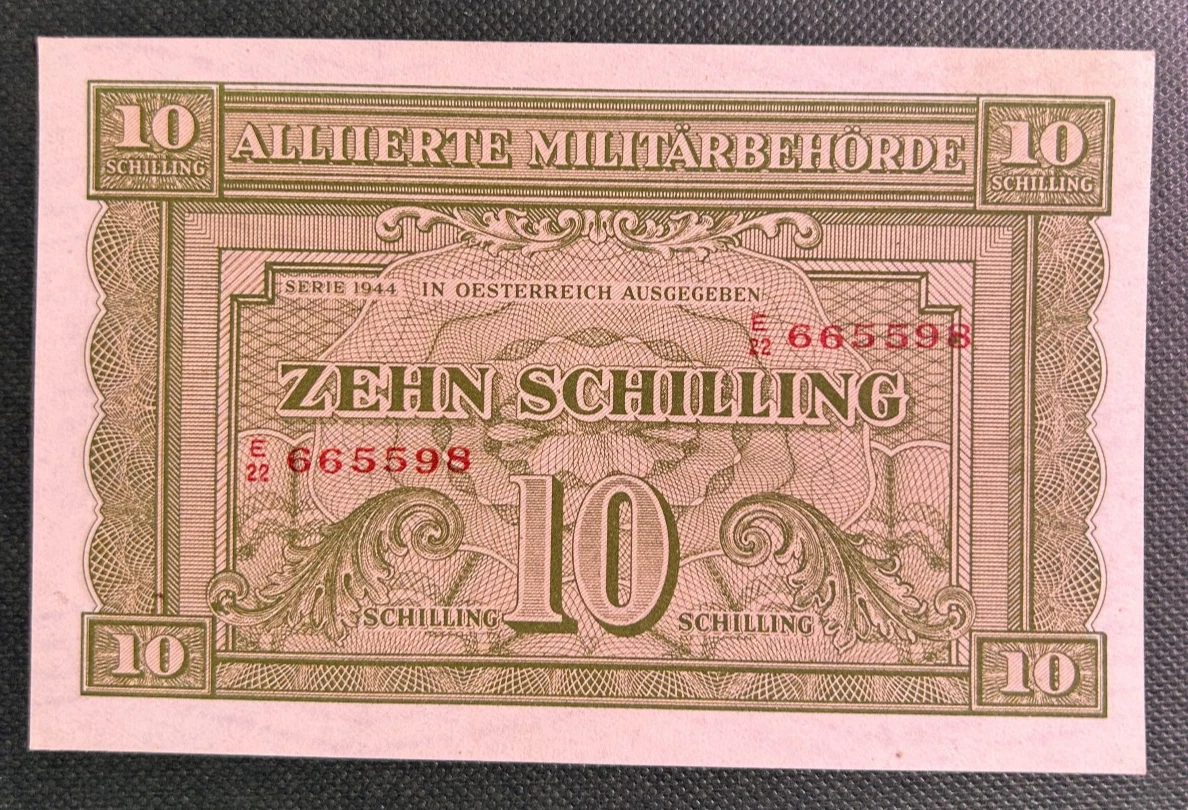 10 ALLIIERTE MILITÄRBEHÖRDE 10
SCHILLING SCHILLING
SERIE 1944 IN OESTERREICH AUSGEGEBEN
E 22 665598
ZEHN SCHILLING
E 22 665598
SCHILLING 10 SCHILLING
10 10